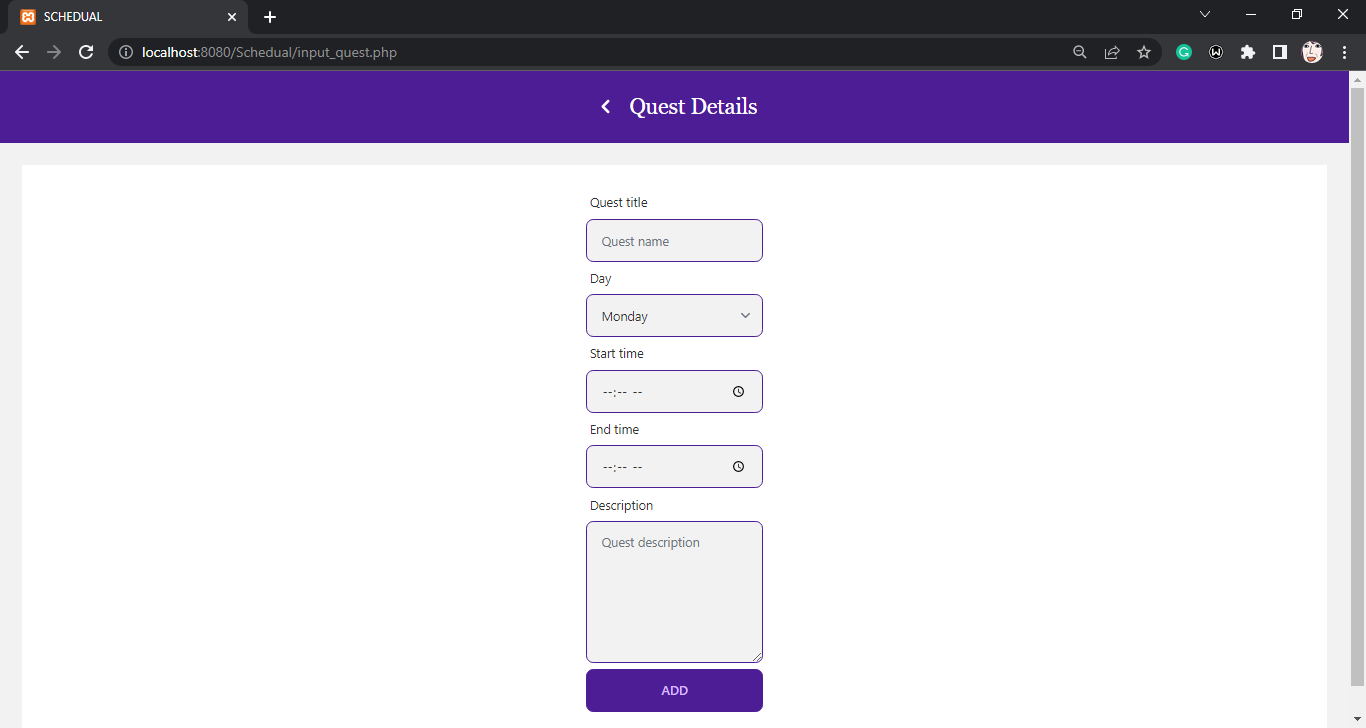 SCHEDUAL
localhost:8080/Schedual/input_quest.php
Quest Details
Quest title
Quest name
Day
Monday
Start time
--:-- --
End time
--:-- --
Description
Quest description
ADD